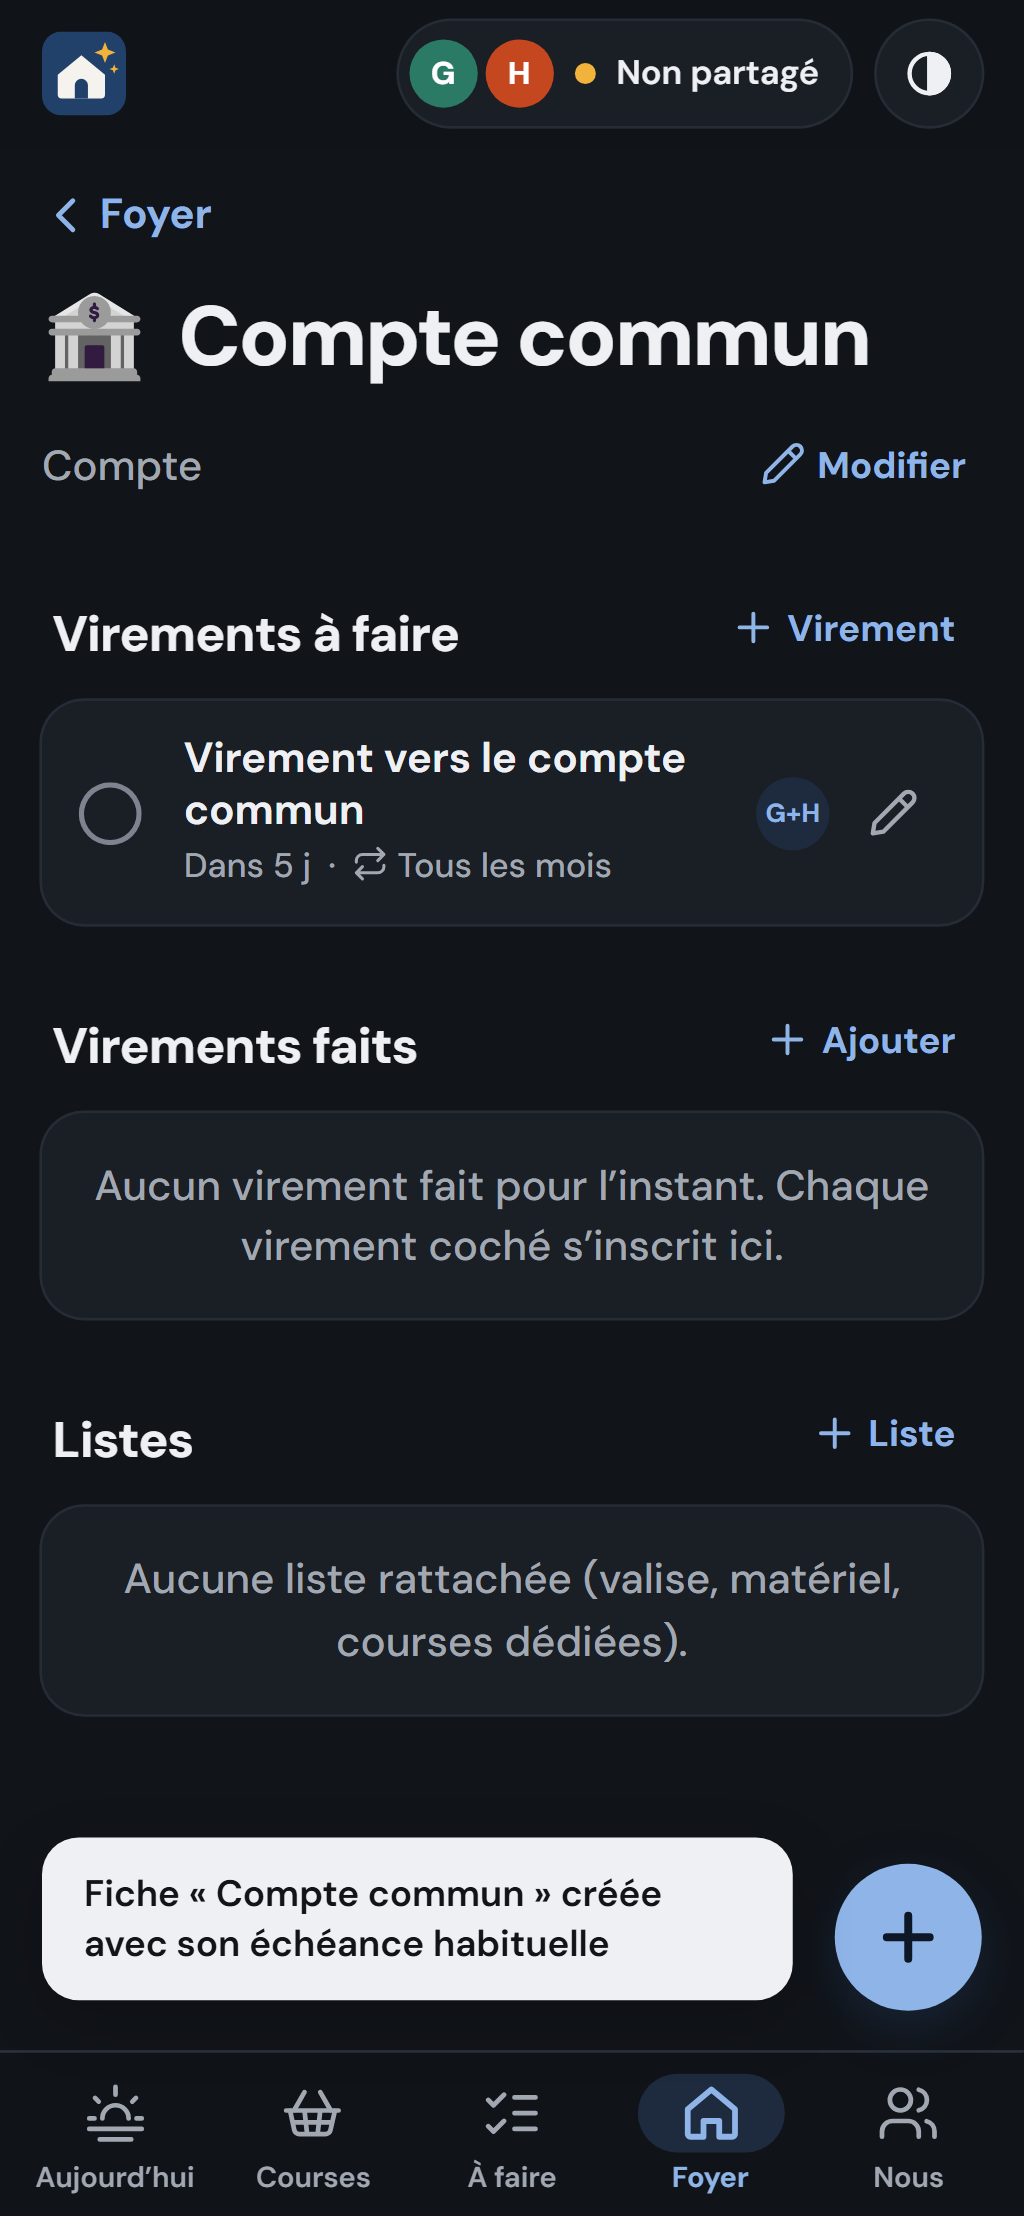 G H Non partagé
Foyer
$
Compte commun
Compte
Modifier
Virements à faire
Virement
Virement vers le compte
commun
Dans 5 j · Tous les mois
G+H
Virements faits
Ajouter
Aucun virement fait pour l’instant. Chaque
virement coché s’inscrit ici.
Listes
Liste
Aucune liste rattachée (valise, matériel,
courses dédiées).
Fiche « Compte commun » créée
avec son échéance habituelle
Aujourd’hui
Courses
À faire
Foyer
Nous